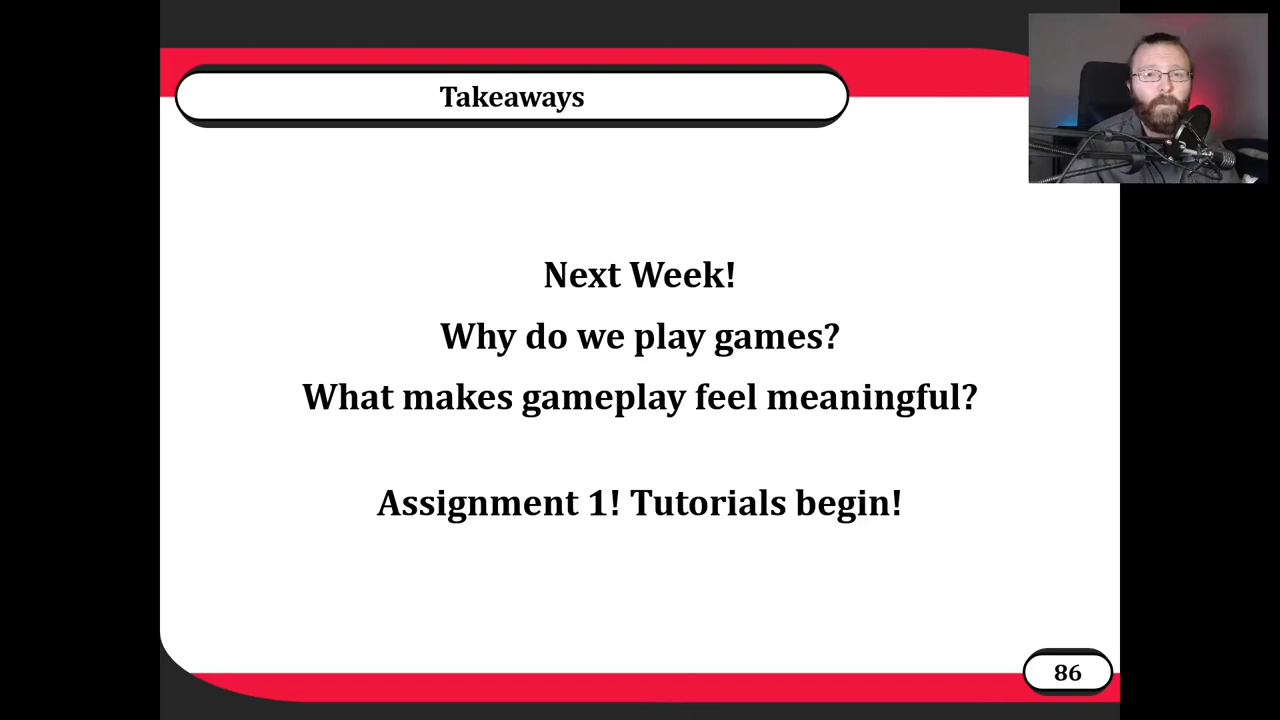 Takeaways
Next Week!
Why do we play games?
What makes gameplay feel meaningful?
Assignment 1! Tutorials begin!
86